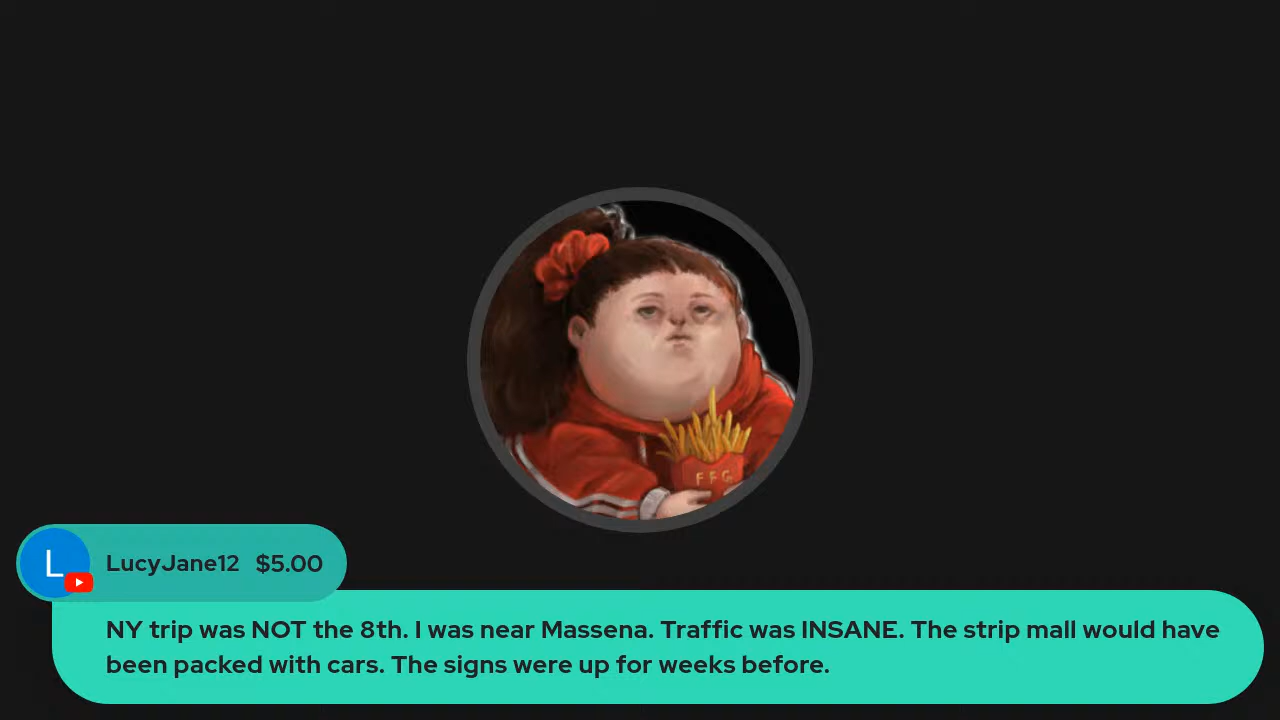 FFG
L
LucyJane12 $5.00
NY trip was NOT the 8th. I was near Massena. Traffic was INSANE. The strip mall would have
been packed with cars. The signs were up for weeks before.